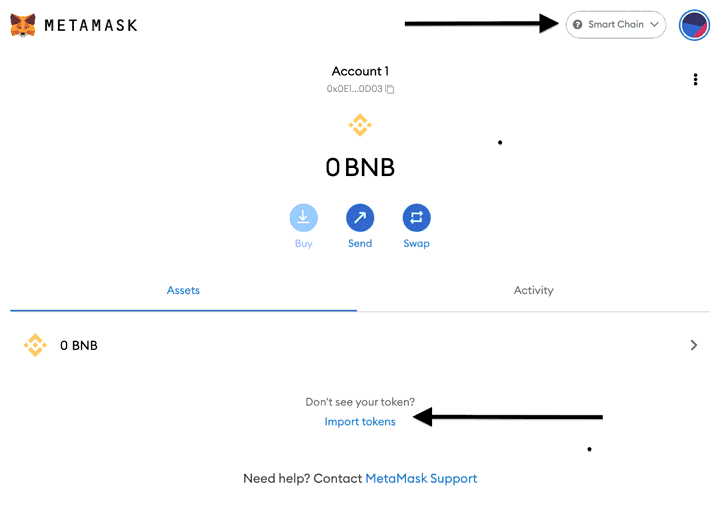 METAMASK
Smart Chain
Account 1
0x0E1...0D03
0 BNB
Buy
Send
Swap
Assets
Activity
0 BNB
Don't see your token?
Import tokens
Need help? Contact MetaMask Support